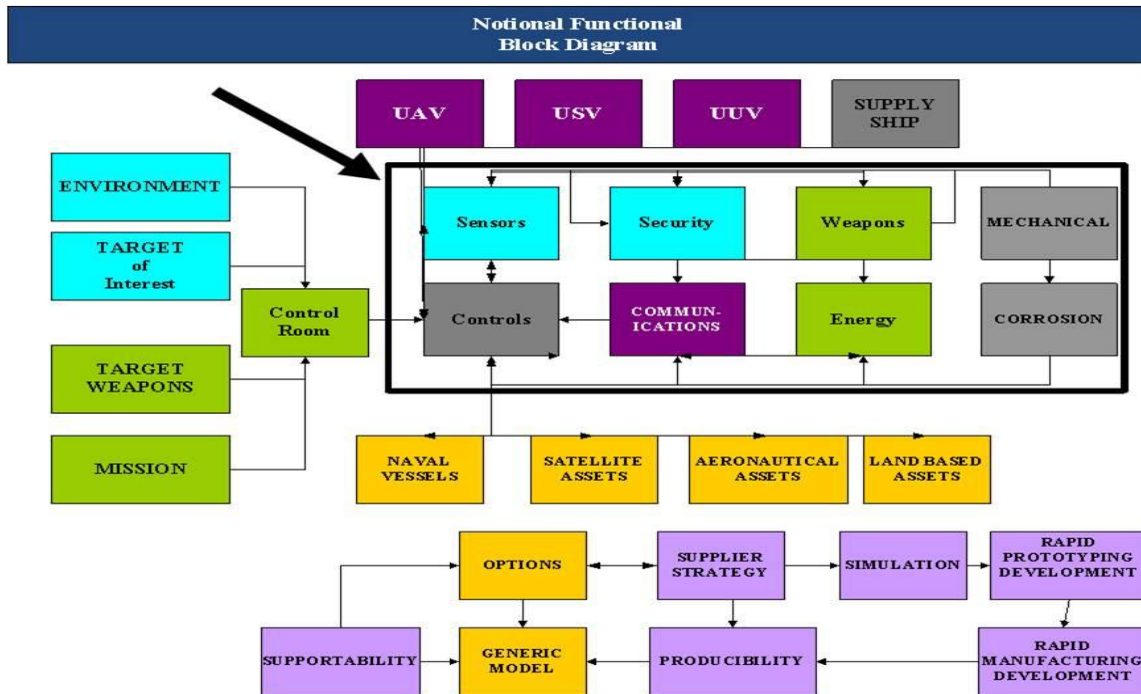 Notional Functional
Block Diagram
UAV
USV
UUV
SUPPLY
SHIP
ENVIRONMENT
TARGET
of
Interest
Control
Room
TARGET
WEAPONS
MISSION
Sensors
Security
Weapons
MECHANICAL
Controls
COMMUN-
ICATIONS
Energy
CORROSION
NAVAL
VESSELS
SATELLITE
ASSETS
AERONAUTICAL
ASSETS
LAND BASED
ASSETS
OPTIONS
SUPPLIER
STRATEGY
SIMULATION
RAPID
PROTOTYPING
DEVELOPMENT
SUPPORTABILITY
GENERIC
MODEL
PRODUCIBILITY
RAPID
MANUFACTURING
DEVELOPMENT